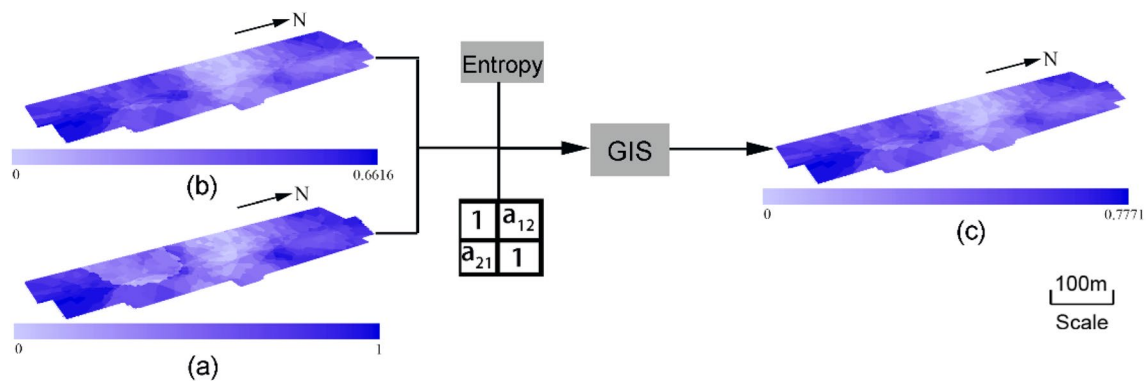 N
0
0.6616
(b)
N
0
1
(a)
Entropy
1 a12
a21 1
GIS
N
0
0.7771
(c)
100m
Scale